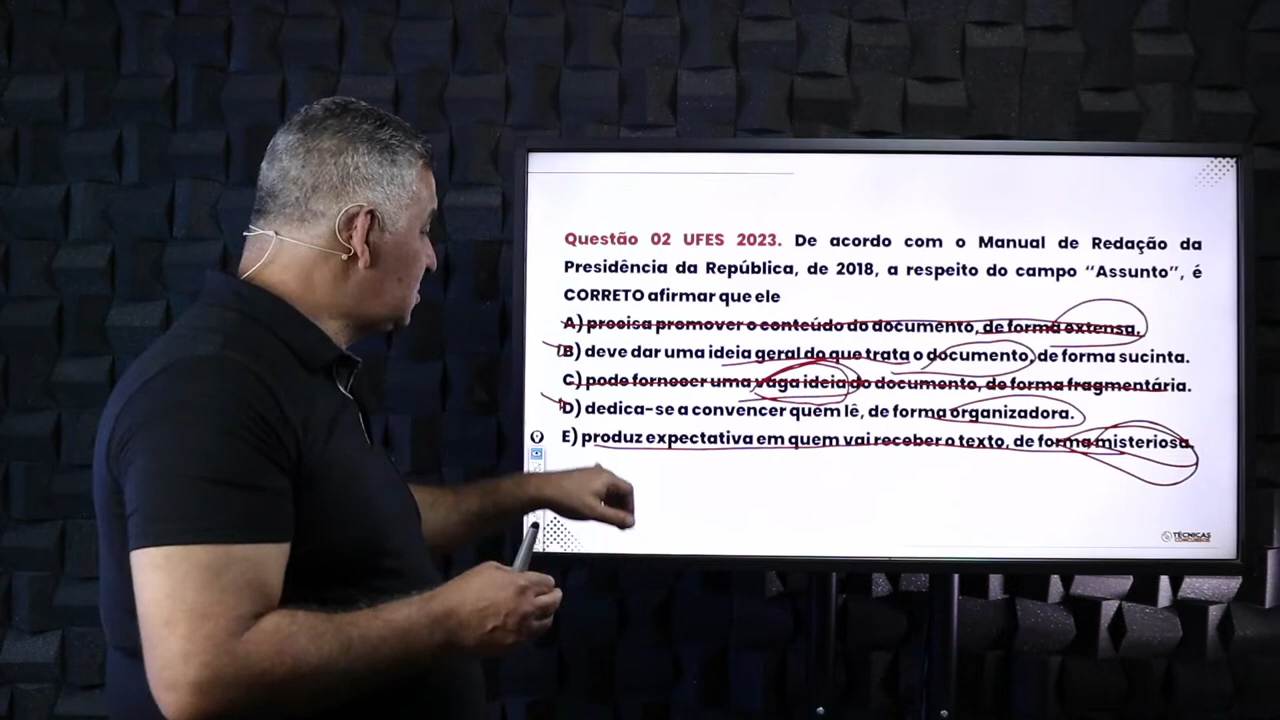 Questão 02 UFES 2023. De acordo com o Manual de Redação da
Presidência da República, de 2018, a respeito do campo “Assunto”, é
CORRETO afirmar que ele
A) precisa promover o conteúdo do documento, de forma extensa.
B) deve dar uma ideia geral do que trata o documento, de forma sucinta.
C) pode fornecer uma vaga ideia do documento, de forma fragmentária.
D) dedica-se a convencer quem lê, de forma organizadora.
E) produz expectativa em quem vai receber o texto, de forma misteriosa.
TÉCNICAS
CONCURSOS